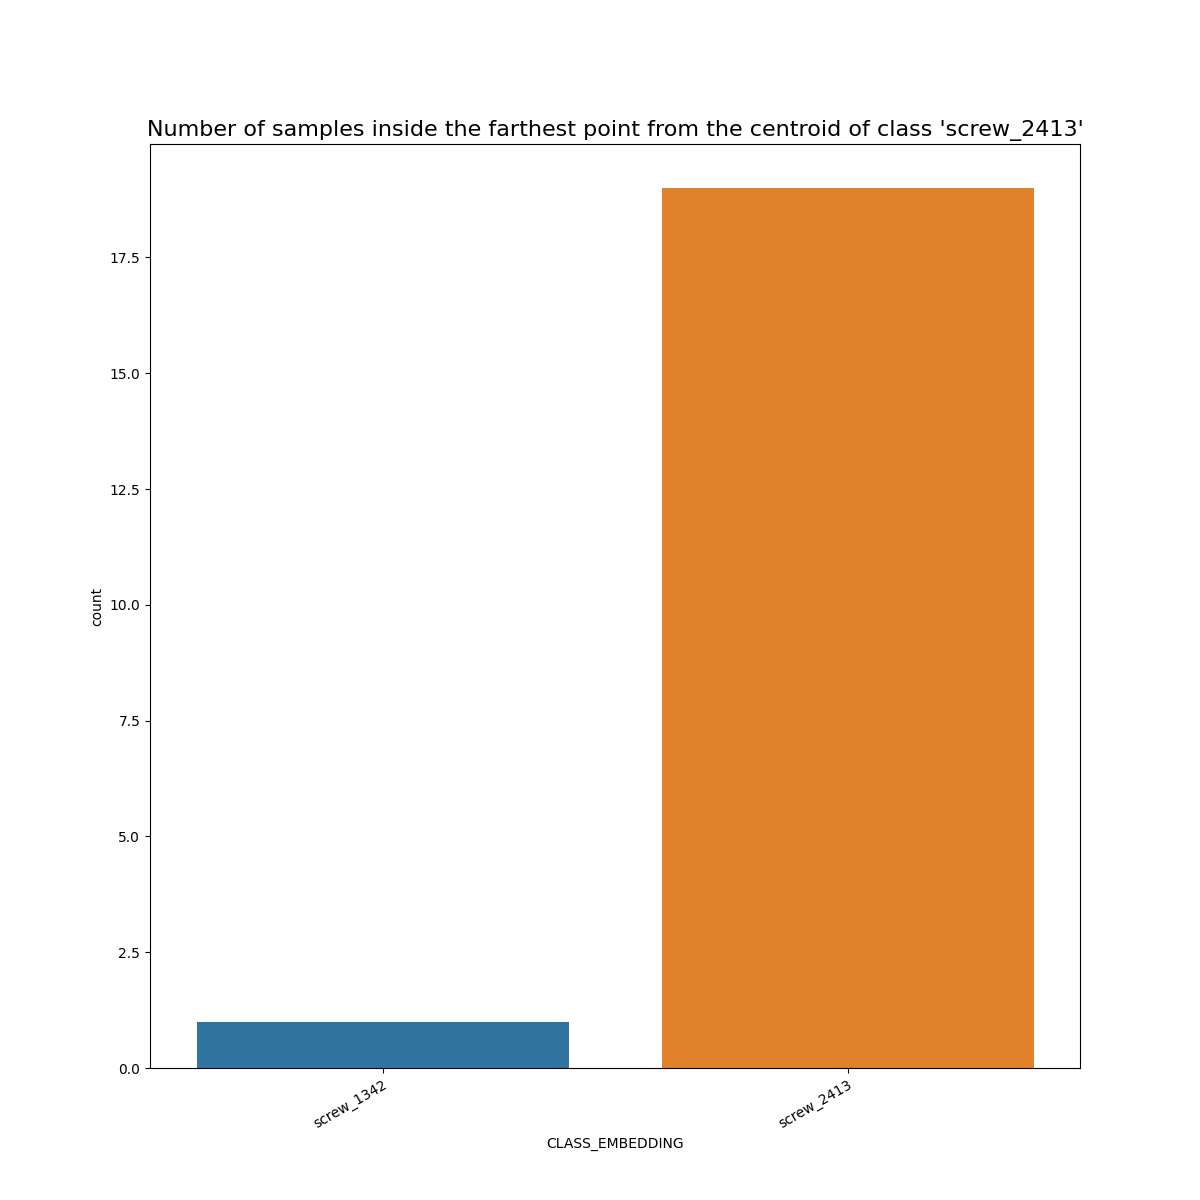 Number of samples inside the farthest point from the centroid of class 'screw_2413'
17.5
15.0
12.5
10.0
7.5
5.0
2.5
0.0
count
screw_1342
screw_2413
CLASS_EMBEDDING